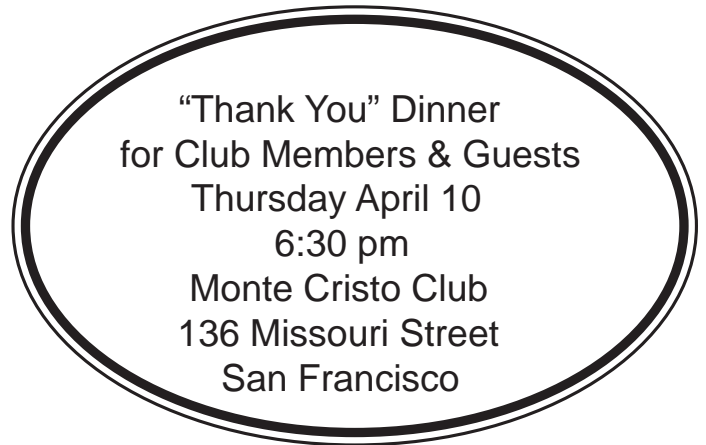 “Thank You” Dinner
for Club Members & Guests
Thursday April 10
6:30 pm
Monte Cristo Club
136 Missouri Street
San Francisco